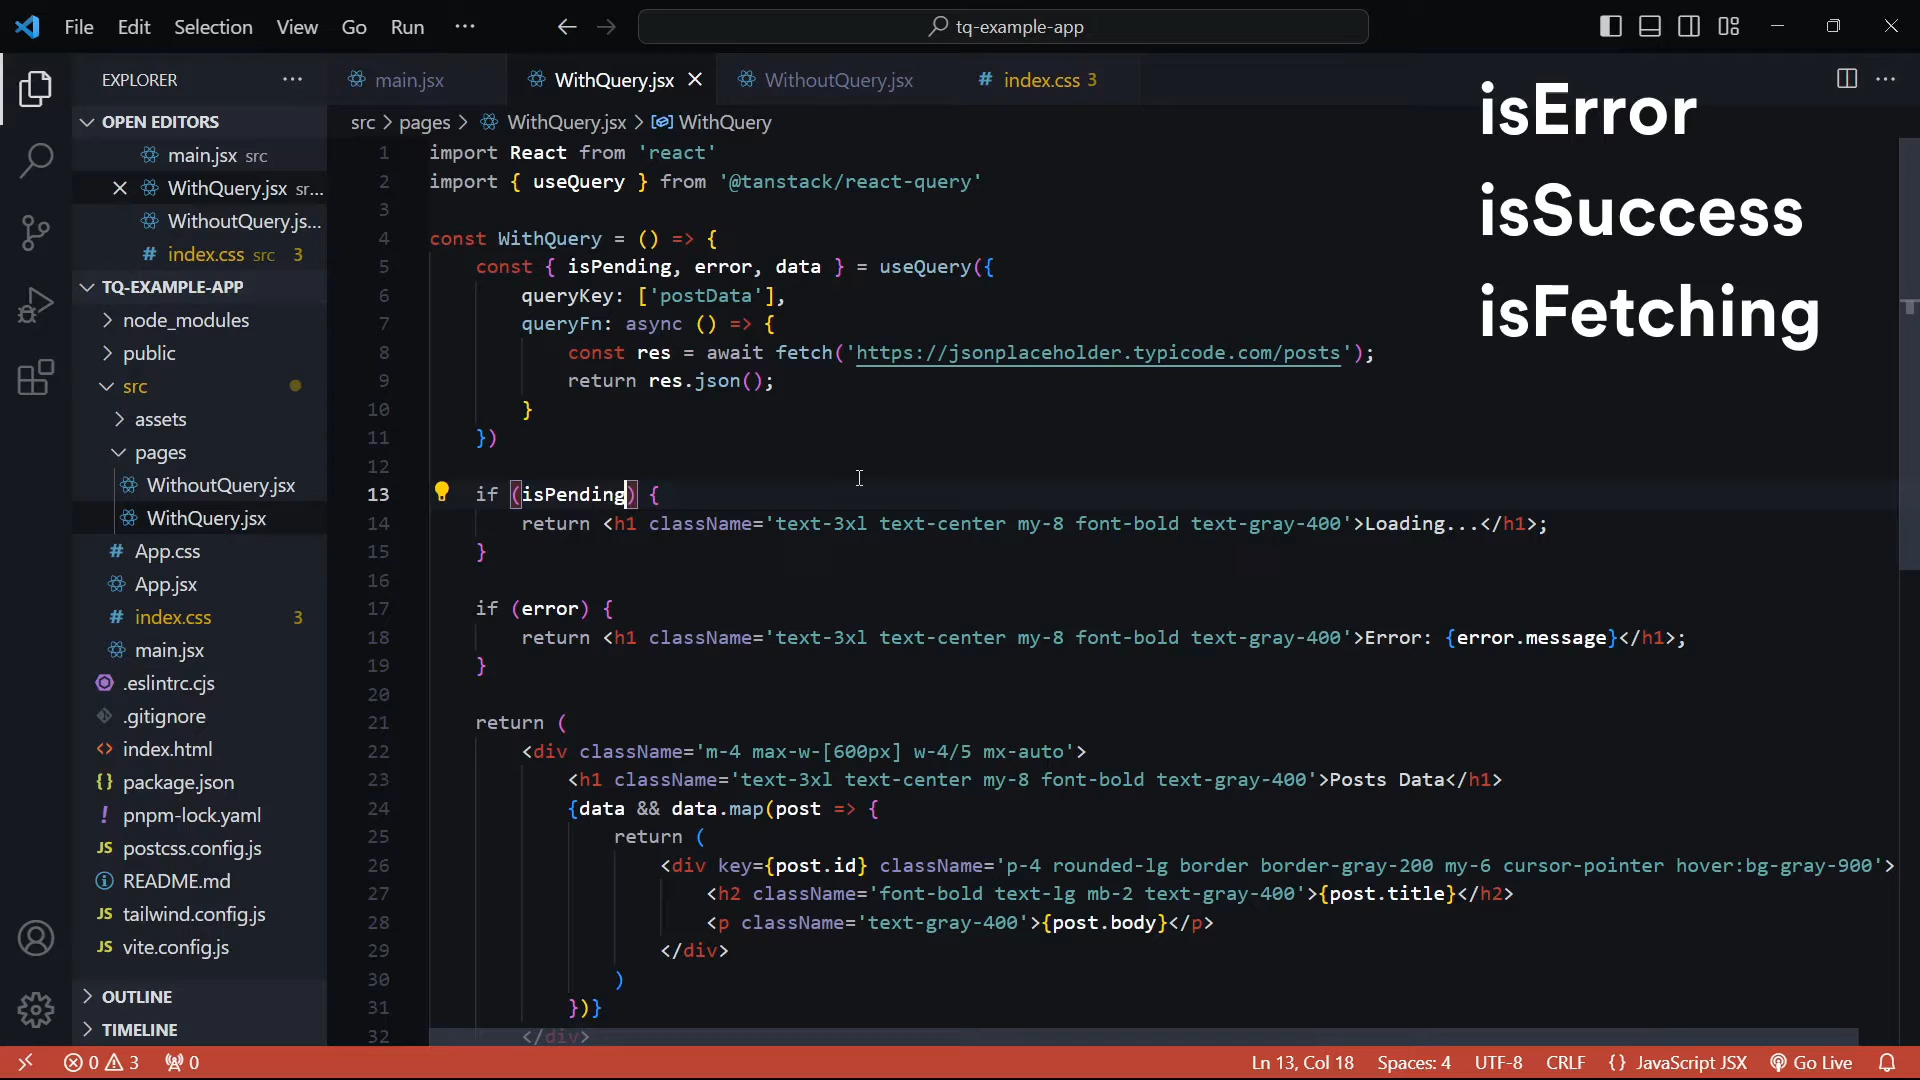 File Edit Selection View Go Run ···
tq-example-app
EXPLORER ···
OPEN EDITORS
main.jsx src
WithQuery.jsx sr...
WithoutQuery.js...
# index.css src 3
TQ-EXAMPLE-APP
node_modules
public
src
assets
pages
WithoutQuery.jsx
WithQuery.jsx
# App.css
App.jsx
# index.css 3
main.jsx
.eslintrc.cjs
.gitignore
<> index.html
{} package.json
! pnpm-lock.yaml
JS postcss.config.js
README.md
JS tailwind.config.js
JS vite.config.js
OUTLINE
TIMELINE
main.jsx
WithQuery.jsx
WithoutQuery.jsx
# index.css 3
src > pages > WithQuery.jsx > WithQuery
1 import React from 'react'
2 import { useQuery } from '@tanstack/react-query'
3
4 const WithQuery = () => {
5 const { isPending, error, data } = useQuery({
6 queryKey: ['postData'],
7 queryFn: async () => {
8 const res = await fetch('https://jsonplaceholder.typicode.com/posts');
9 return res.json();
10 }
11 })
12
13 if (isPending) {
14 return <h1 className='text-3xl text-center my-8 font-bold text-gray-400'>Loading...</h1>;
15 }
16
17 if (error) {
18 return <h1 className='text-3xl text-center my-8 font-bold text-gray-400'>Error: {error.message}</h1>;
19 }
20
21 return (
22 <div className='m-4 max-w-[600px] w-4/5 mx-auto'>
23 <h1 className='text-3xl text-center my-8 font-bold text-gray-400'>Posts Data</h1>
24 {data && data.map(post => {
25 return (
26 <div key={post.id} className='p-4 rounded-lg border border-gray-200 my-6 cursor-pointer hover:bg-gray-900'>
27 <h2 className='font-bold text-lg mb-2 text-gray-400'>{post.title}</h2>
28 <p className='text-gray-400'>{post.body}</p>
29 </div>
30 )
31 })}
32 </div>
isError
isSuccess
isFetching
0 3 0
Ln 13, Col 18 Spaces: 4 UTF-8 CRLF {} JavaScript JSX Go Live